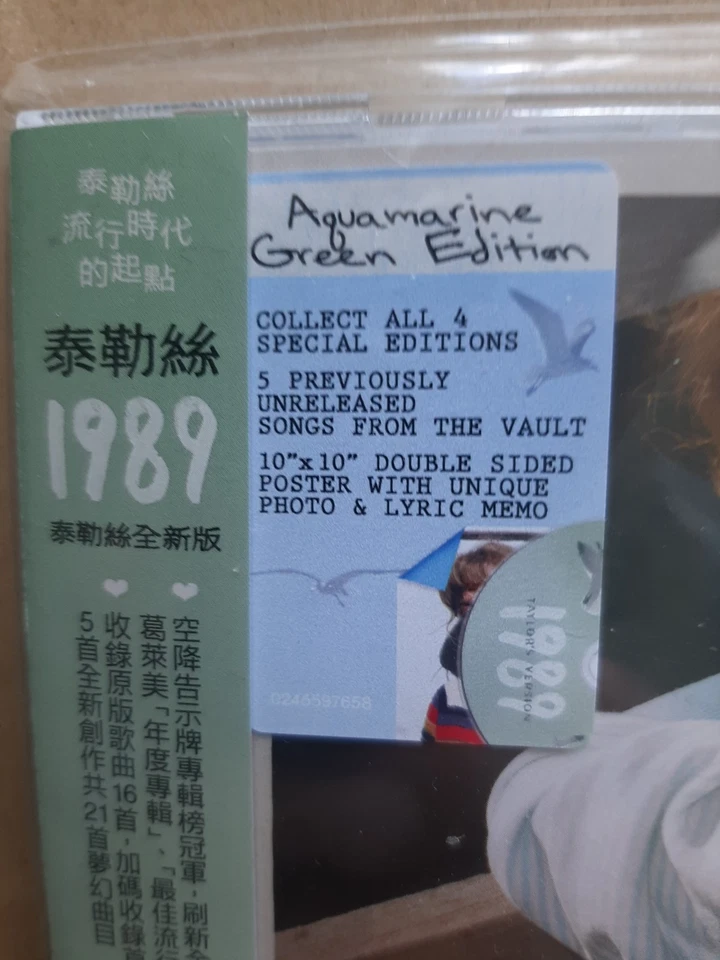 泰勒絲
流行時代
的起點
泰勒絲
1989
泰勒絲全新版
空降告示牌專輯榜冠軍，刷新
葛萊美「年度專輯」、「最佳流行
收錄原版歌曲16首，加碼收錄
5首全新創作共21首夢幻曲目
Aquamarine
Green Edition
COLLECT ALL 4
SPECIAL EDITIONS
5 PREVIOUSLY
UNRELEASED
SONGS FROM THE VAULT
10"x10" DOUBLE SIDED
POSTER WITH UNIQUE
PHOTO & LYRIC MEMO
1989
TAYLOR'S VERSION
0246597658